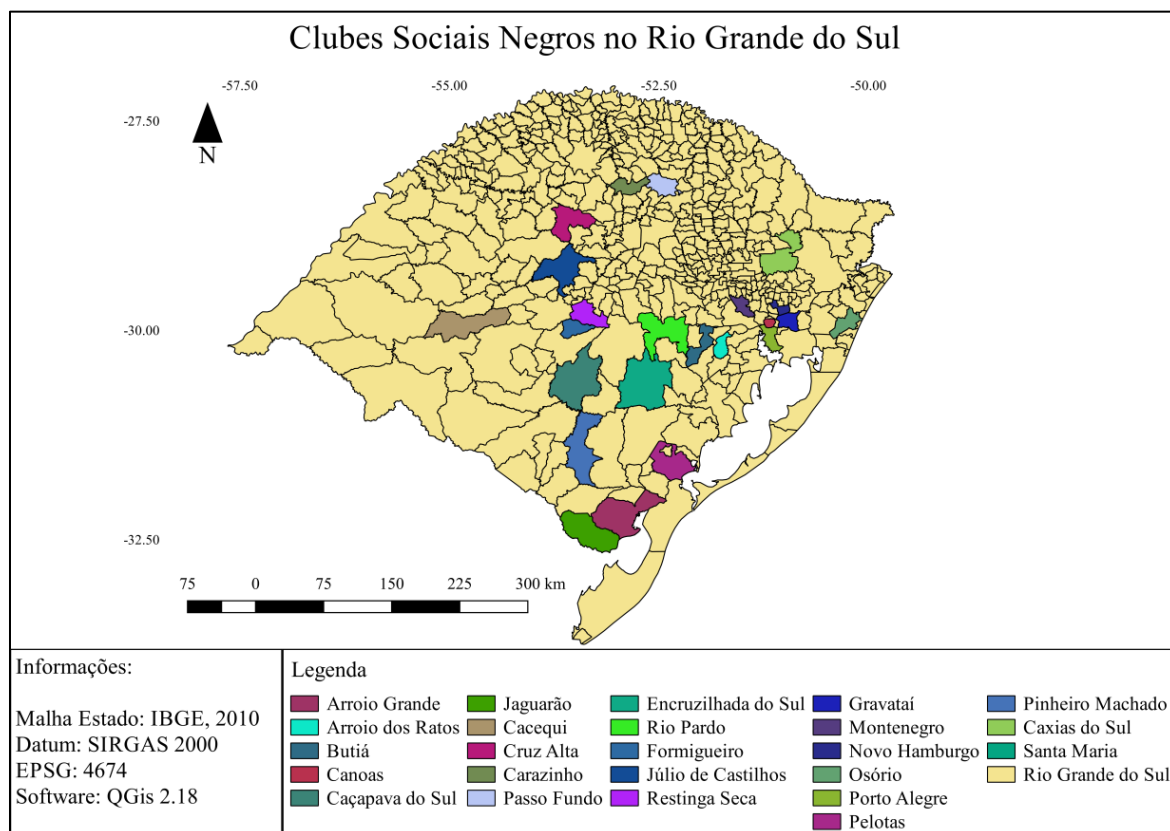 Clubes Sociais Negros no Rio Grande do Sul
-57.50 -55.00 -52.50 -50.00
-27.50
N
-30.00
-32.50
75 0 75 150 225 300 km
Informações:
Malha Estado: IBGE, 2010
Datum: SIRGAS 2000
EPSG: 4674
Software: QGis 2.18
Legenda
Arroio Grande
Arroio dos Ratos
Butiá
Canoas
Caçapava do Sul
Jaguarão
Cacequi
Cruz Alta
Carazinho
Passo Fundo
Encruzilhada do Sul
Rio Pardo
Formigueiro
Júlio de Castilhos
Restinga Seca
Gravataí
Montenegro
Novo Hamburgo
Osório
Porto Alegre
Pelotas
Pinheiro Machado
Caxias do Sul
Santa Maria
Rio Grande do Sul